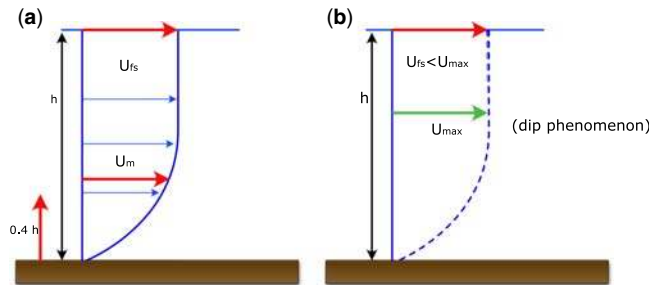 (a)
Ufs
h
Um
0.4 h
(b)
Ufs<Umax
h
Umax
(dip phenomenon)